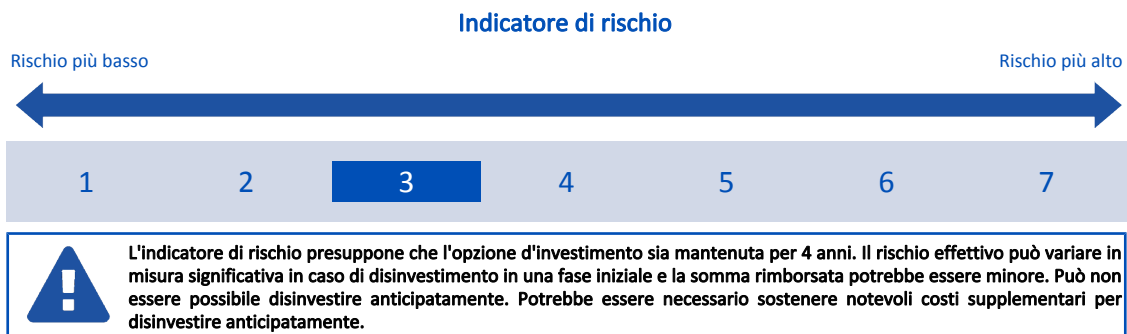 Indicatore di rischio
Rischio più basso Rischio più alto
1 2 3 4 5 6 7
L'indicatore di rischio presuppone che l'opzione d'investimento sia mantenuta per 4 anni. Il rischio effettivo può variare in
misura significativa in caso di disinvestimento in una fase iniziale e la somma rimborsata potrebbe essere minore. Può non
essere possibile disinvestire anticipatamente. Potrebbe essere necessario sostenere notevoli costi supplementari per
disinvestire anticipatamente.